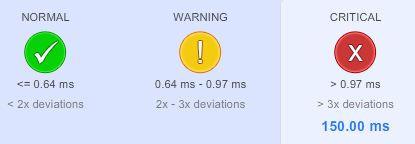 NORMAL WARNING CRITICAL
<= 0.64 ms 0.64 ms - 0.97 ms > 0.97 ms
< 2x deviations 2x - 3x deviations > 3x deviations
150.00 ms